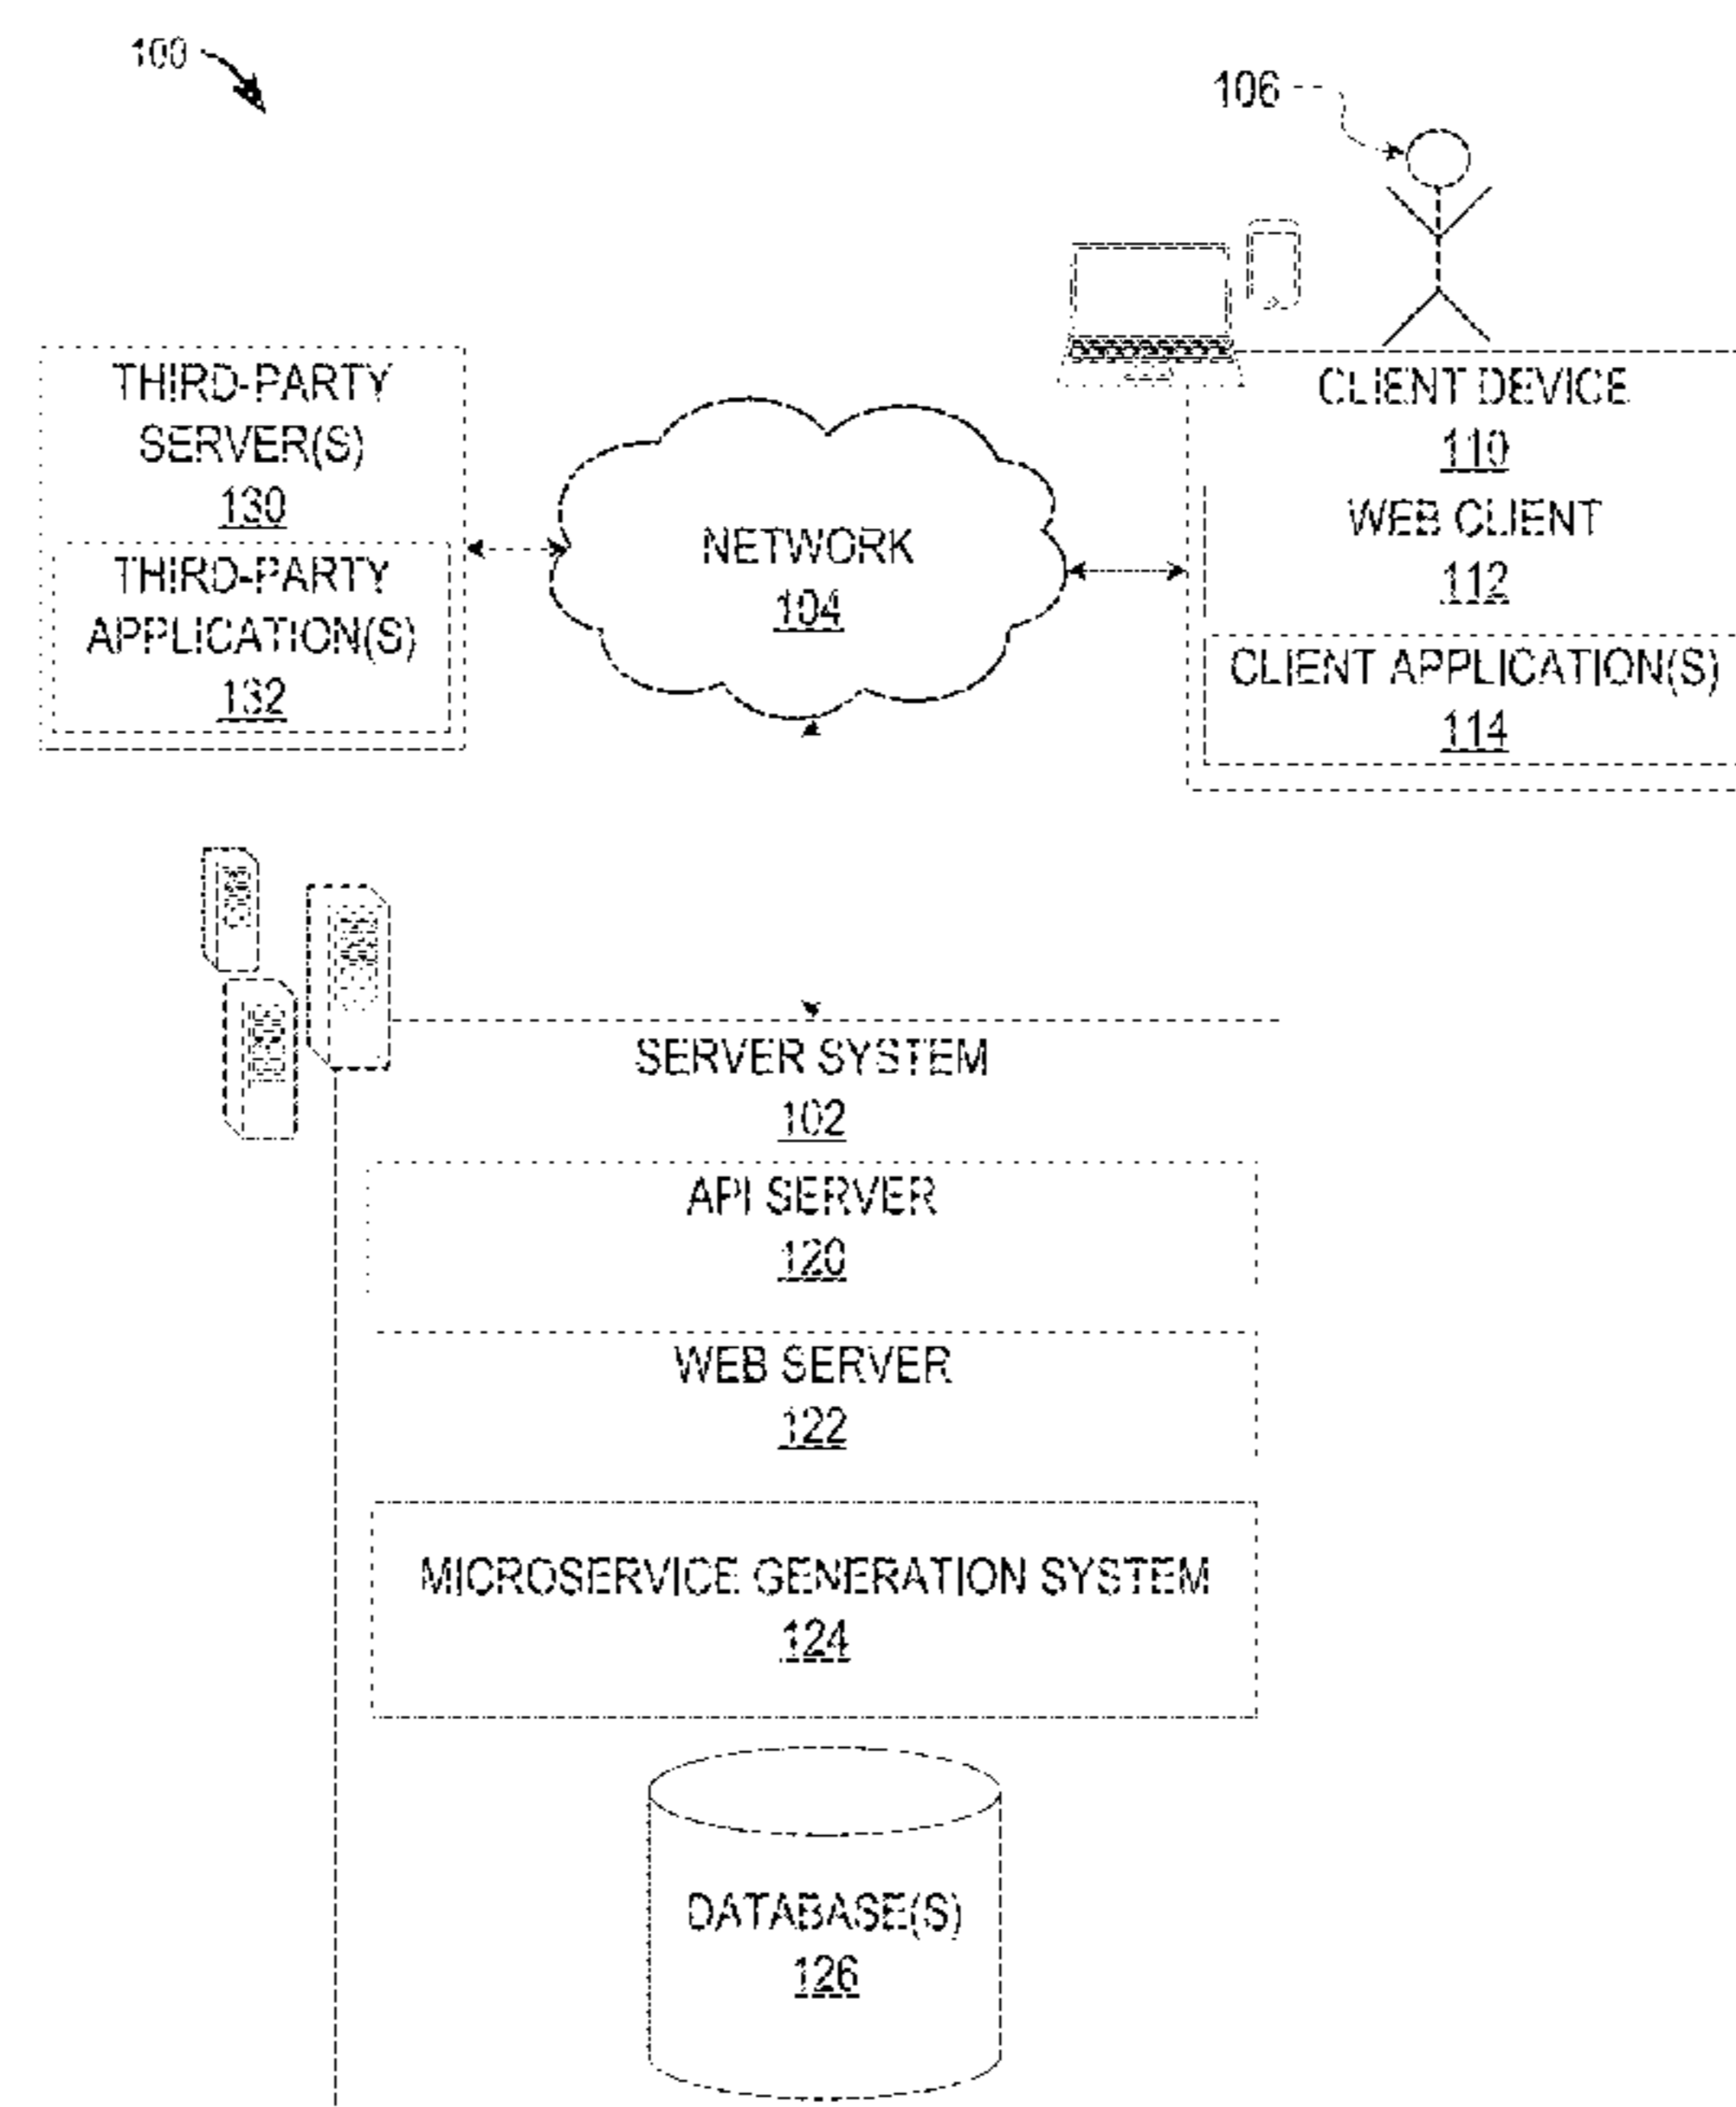 100
106
THIRD-PARTY
SERVER(S)
130
THIRD-PARTY
APPLICATION(S)
132
NETWORK
104
CLIENT DEVICE
110
WEB CLIENT
112
CLIENT APPLICATION(S)
114
SERVER SYSTEM
102
API SERVER
120
WEB SERVER
122
MICROSERVICE GENERATION SYSTEM
124
DATABASE(S)
126